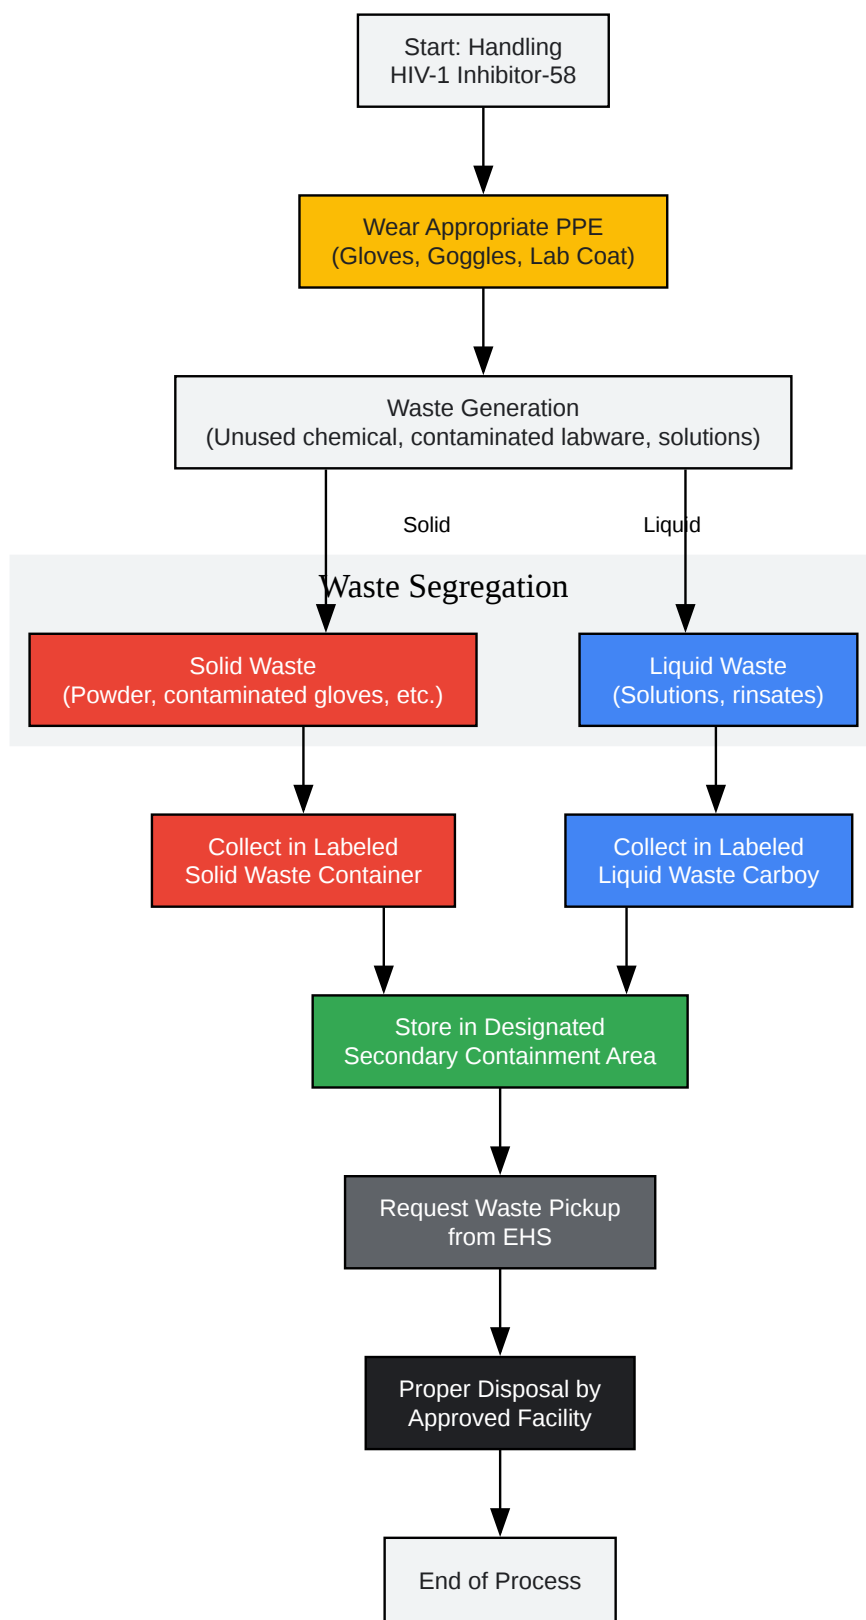 Start: Handling
HIV-1 Inhibitor-58
Wear Appropriate PPE
(Gloves, Goggles, Lab Coat)
Waste Generation
(Unused chemical, contaminated labware, solutions)
Solid
Liquid
Waste Segregation
Solid Waste
(Powder, contaminated gloves, etc.)
Liquid Waste
(Solutions, rinsates)
Collect in Labeled
Solid Waste Container
Collect in Labeled
Liquid Waste Carboy
Store in Designated
Secondary Containment Area
Request Waste Pickup
from EHS
Proper Disposal by
Approved Facility
End of Process